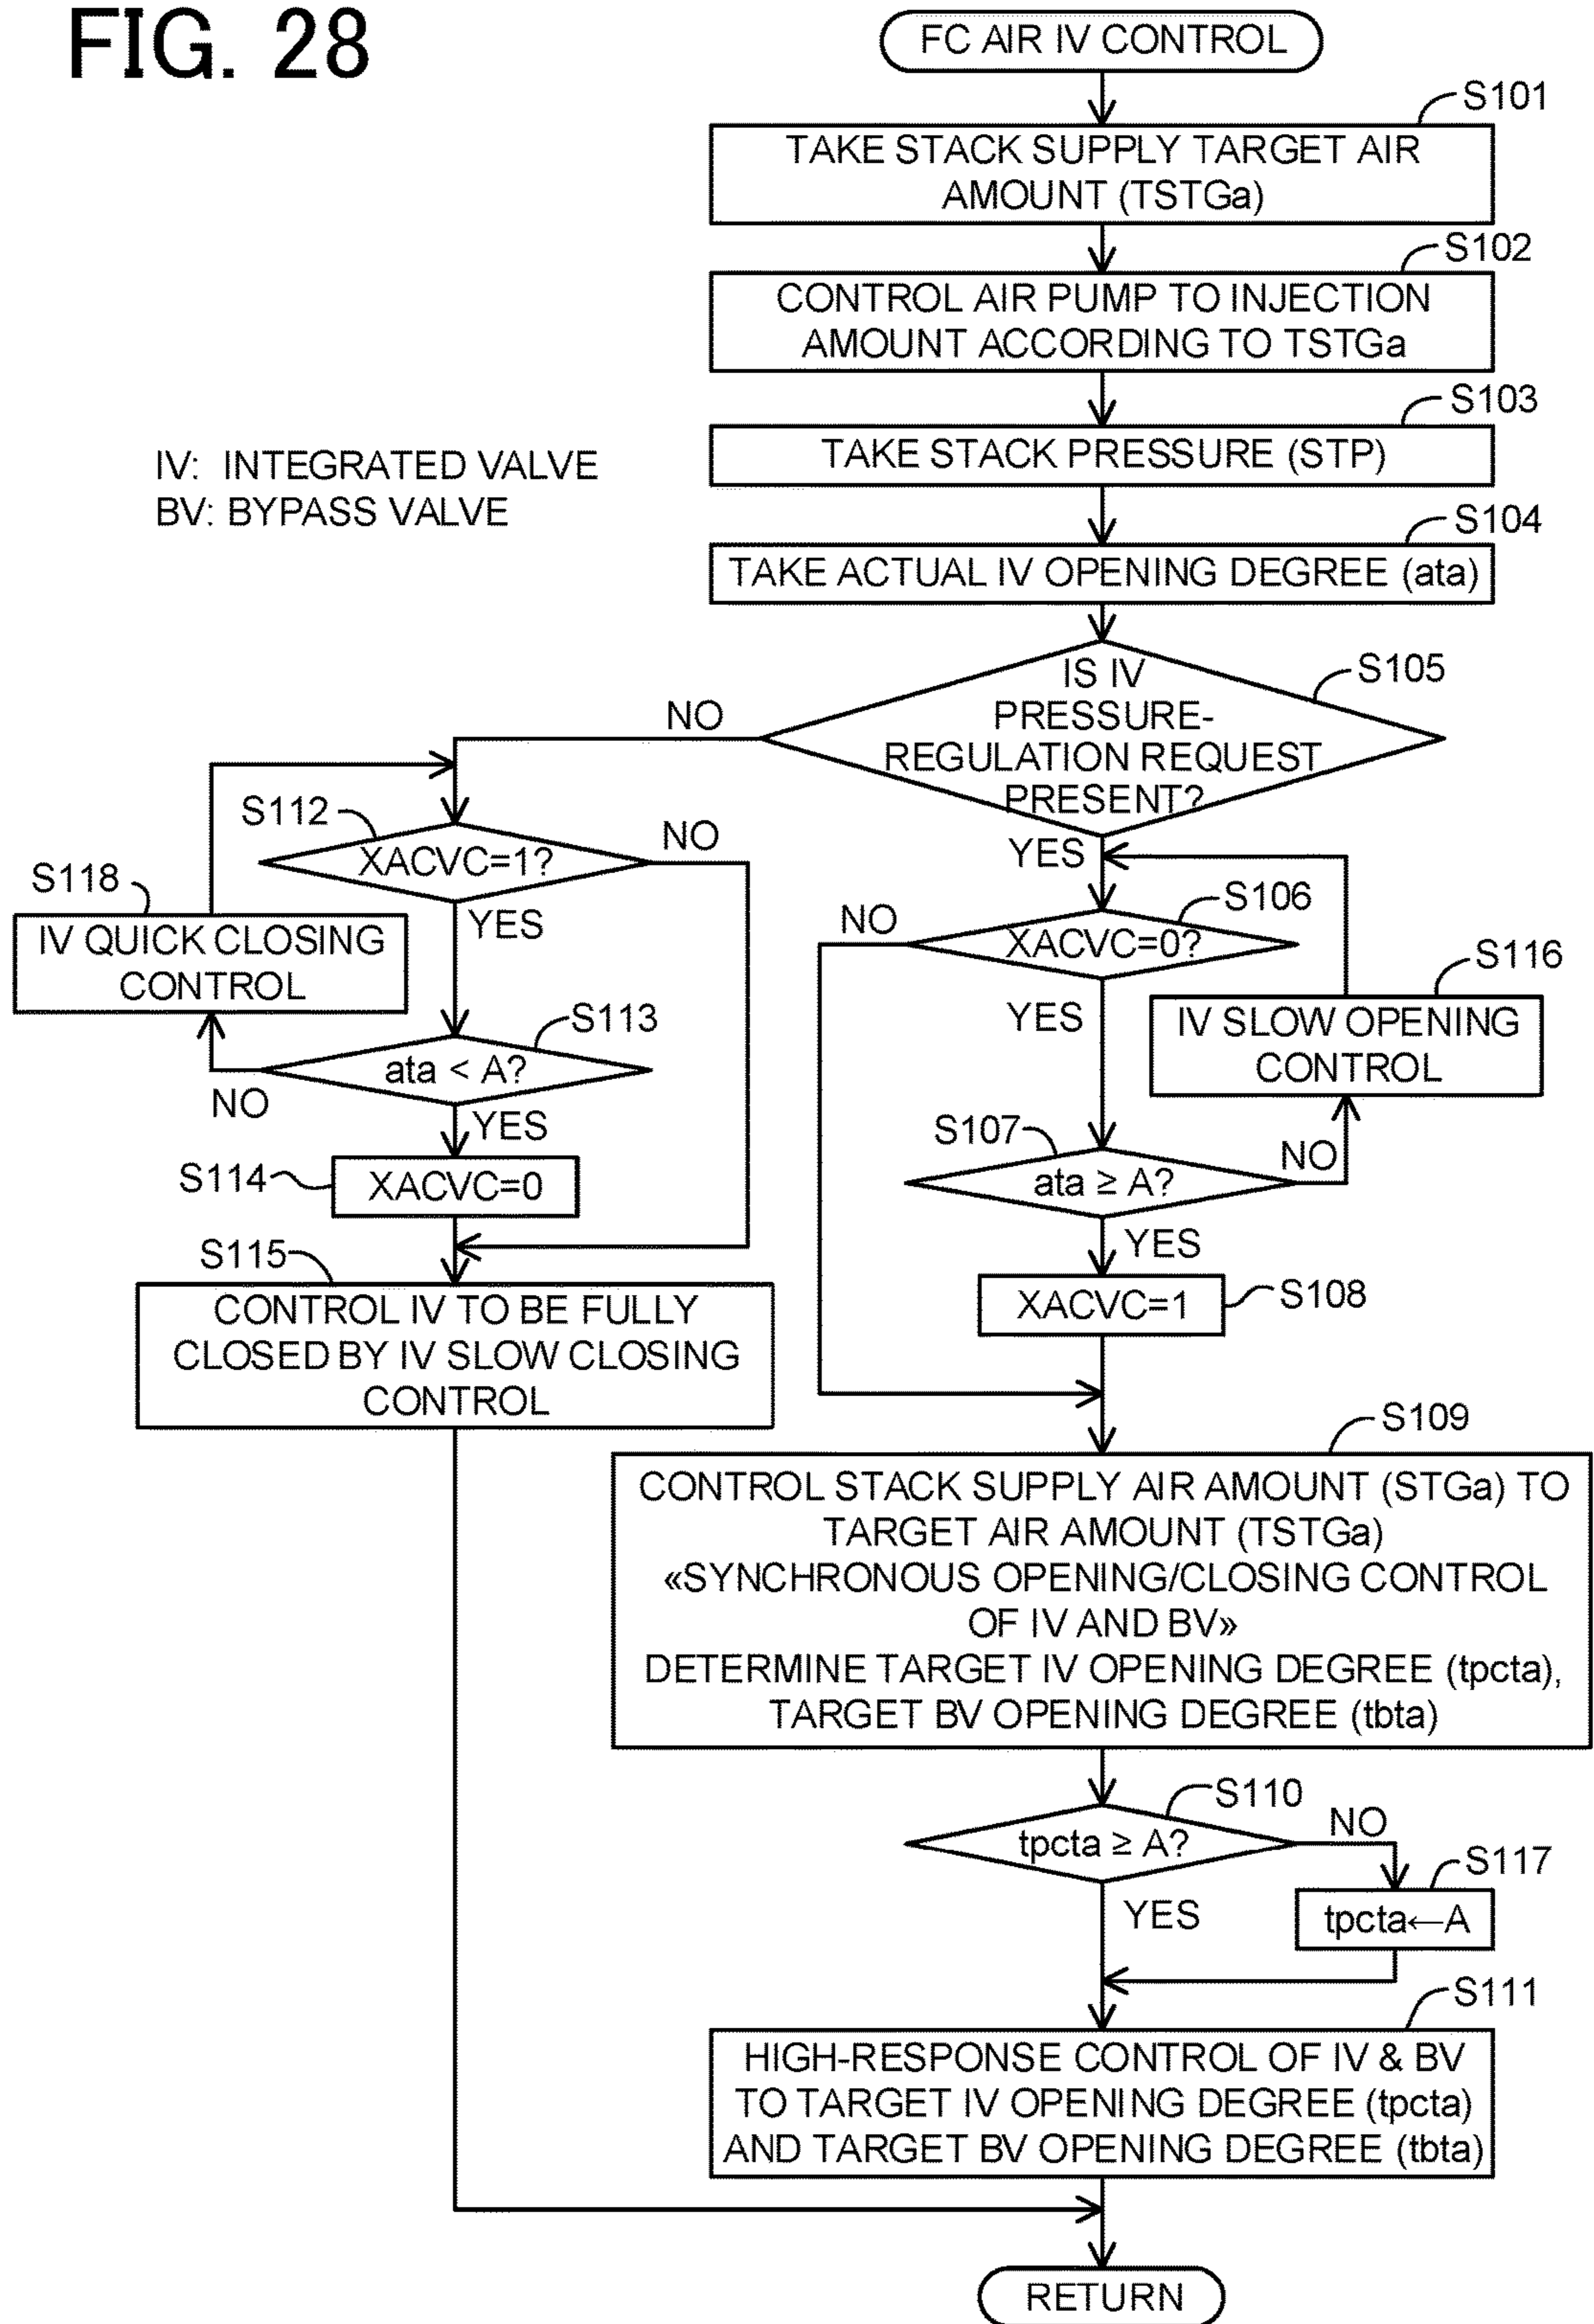 FIG. 28
FC AIR IV CONTROL
S101
TAKE STACK SUPPLY TARGET AIR
AMOUNT (TSTGa)
S102
CONTROL AIR PUMP TO INJECTION
AMOUNT ACCORDING TO TSTGa
S103
TAKE STACK PRESSURE (STP)
IV: INTEGRATED VALVE
BV: BYPASS VALVE
S104
TAKE ACTUAL IV OPENING DEGREE (ata)
S105
IS IV
PRESSURE-
REGULATION REQUEST
PRESENT?
NO
YES
S112
XACVC=1?
NO
YES
S118
IV QUICK CLOSING
CONTROL
S113
ata < A?
NO
YES
S114
XACVC=0
S115
CONTROL IV TO BE FULLY
CLOSED BY IV SLOW CLOSING
CONTROL
S106
XACVC=0?
NO
YES
S116
IV SLOW OPENING
CONTROL
S107
ata ≥ A?
NO
YES
S108
XACVC=1
S109
CONTROL STACK SUPPLY AIR AMOUNT (STGa) TO
TARGET AIR AMOUNT (TSTGa)
«SYNCHRONOUS OPENING/CLOSING CONTROL
OF IV AND BV»
DETERMINE TARGET IV OPENING DEGREE (tpcta),
TARGET BV OPENING DEGREE (tbta)
S110
tpcta ≥ A?
NO
YES
S117
tpcta←A
S111
HIGH-RESPONSE CONTROL OF IV & BV
TO TARGET IV OPENING DEGREE (tpcta)
AND TARGET BV OPENING DEGREE (tbta)
RETURN